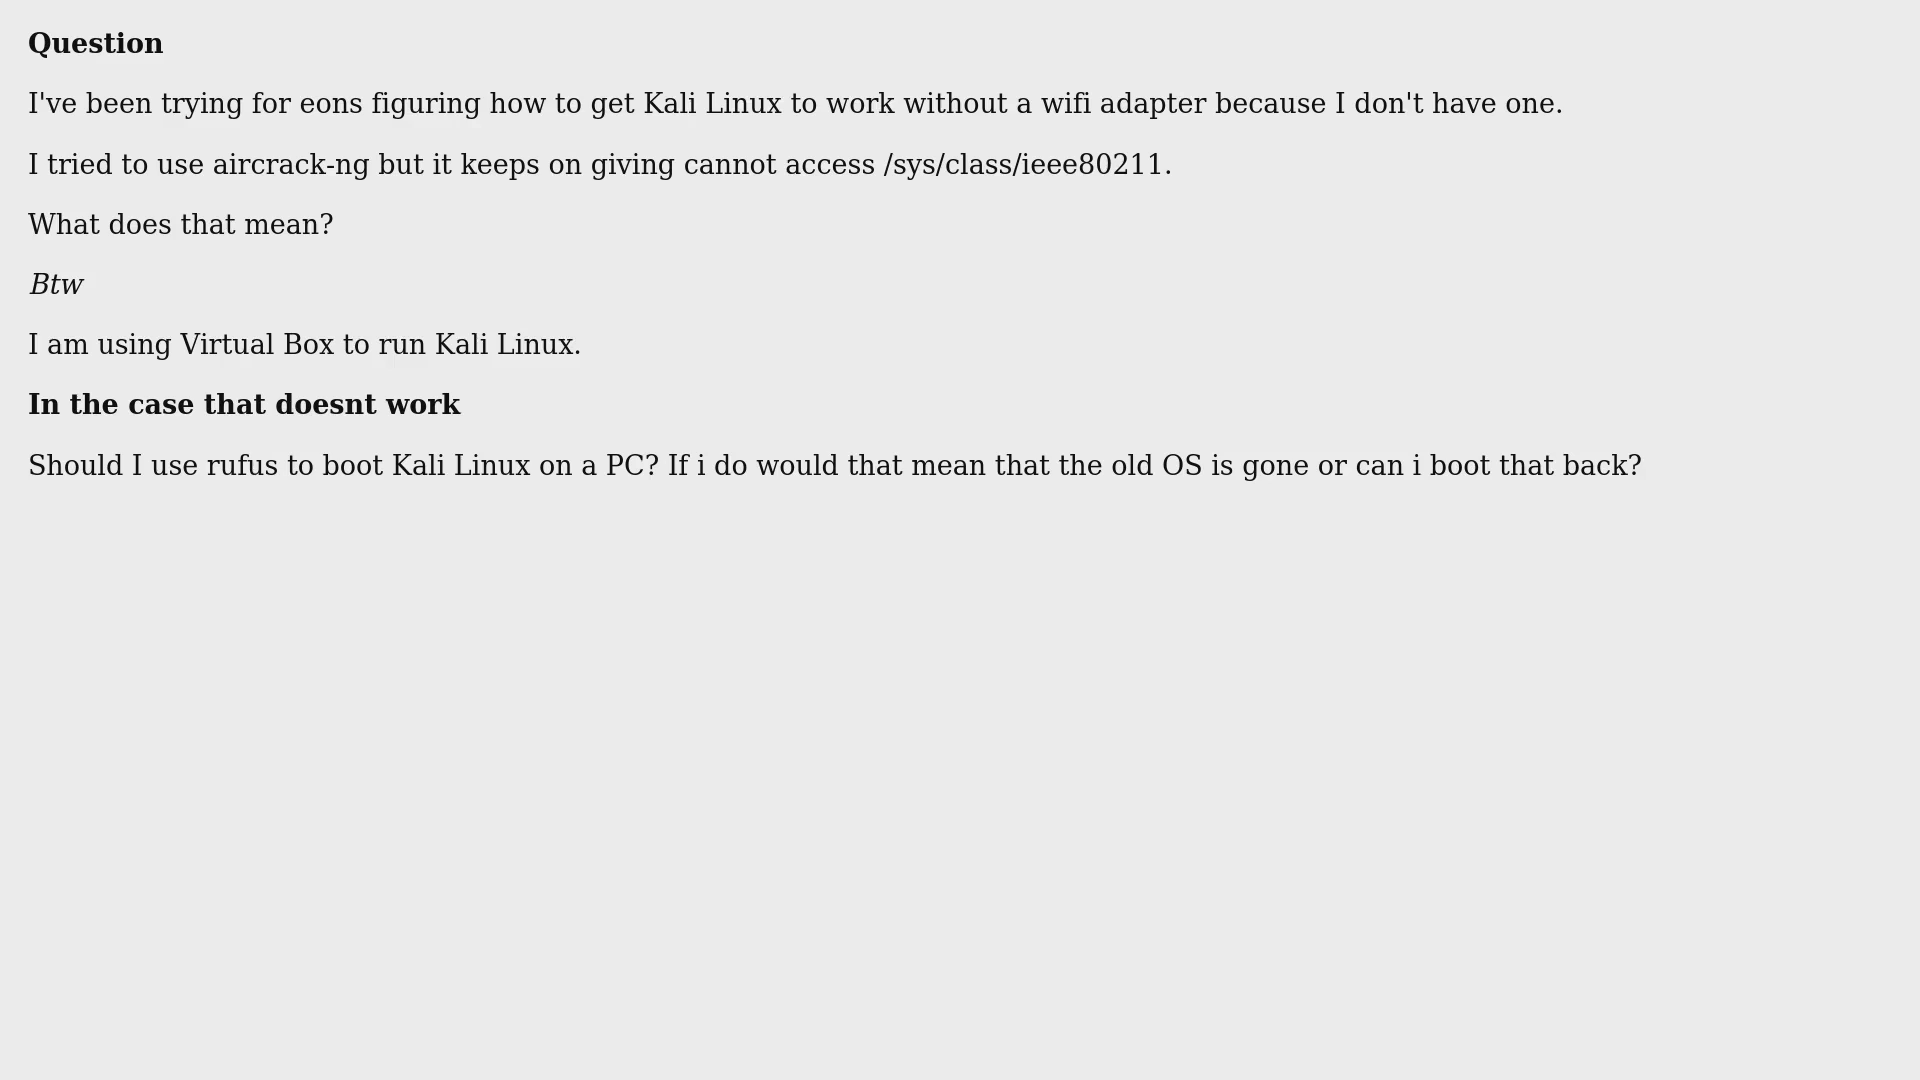 Question
I've been trying for eons figuring how to get Kali Linux to work without a wifi adapter because I don't have one.
I tried to use aircrack-ng but it keeps on giving cannot access /sys/class/ieee80211.
What does that mean?
Btw
I am using Virtual Box to run Kali Linux.
In the case that doesnt work
Should I use rufus to boot Kali Linux on a PC? If i do would that mean that the old OS is gone or can i boot that back?